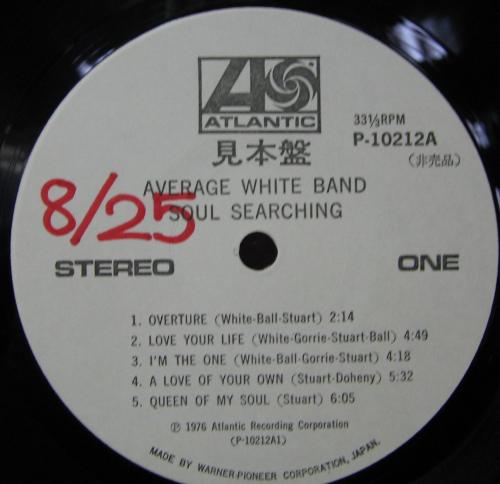 ATLANTIC
33⅓RPM
P-10212A
見本盤
(非売品)
AVERAGE WHITE BAND
SOUL SEARCHING
8/25
STEREO
ONE
1. OVERTURE (White-Ball-Stuart) 2:14
2. LOVE YOUR LIFE (White-Gorrie-Stuart-Ball) 4:49
3. I'M THE ONE (White-Ball-Gorrie-Stuart) 4:18
4. A LOVE OF YOUR OWN (Stuart-Doheny) 5:32
5. QUEEN OF MY SOUL (Stuart) 6:05
℗ 1976 Atlantic Recording Corporation
(P-10212A1)
MADE BY WARNER-PIONEER CORPORATION, JAPAN.